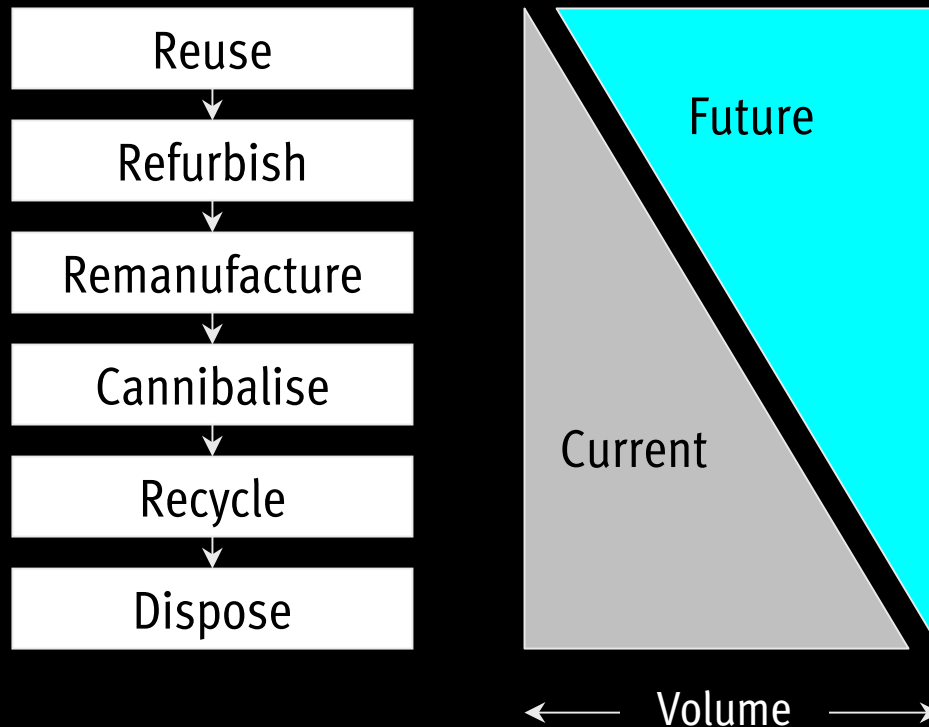 Reuse
Refurbish
Remanufacture
Cannibalise
Recycle
Dispose
Future
Current
Volume